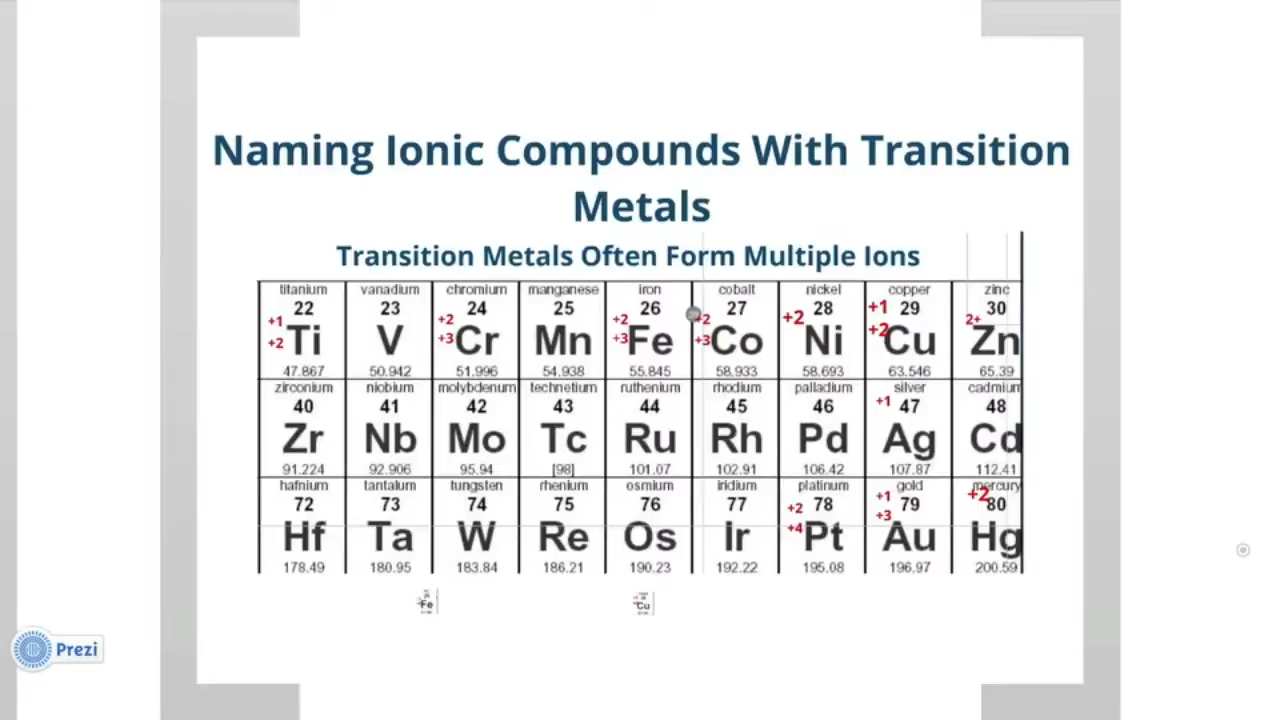 Naming Ionic Compounds With Transition
Metals
Transition Metals Often Form Multiple Ions
titanium vanadium chromium manganese iron cobalt nickel copper zinc
22 23 24 25 26 27 28 29 30
+1 +2 +2 +2 +2 +1 2+
+2 Ti V +3 Cr Mn +3 Fe +3 Co Ni +2 Cu Zn
47.867 50.942 51.996 54.938 55.845 58.933 58.693 63.546 65.39
zirconium niobium molybdenum technetium ruthenium rhodium palladium silver cadmium
40 41 42 43 44 45 46 +1 47 48
Zr Nb Mo Tc Ru Rh Pd Ag Cd
91.224 92.906 95.94 [98] 101.07 102.91 106.42 107.87 112.41
hafnium tantalum tungsten rhenium osmium iridium platinum gold mercury
72 73 74 75 76 77 +2 78 +1 79 +2 80
Hf Ta W Re Os Ir +4 Pt +3 Au Hg
178.49 180.95 183.84 186.21 190.23 192.22 195.08 196.97 200.59
Fe Cu
Prezi